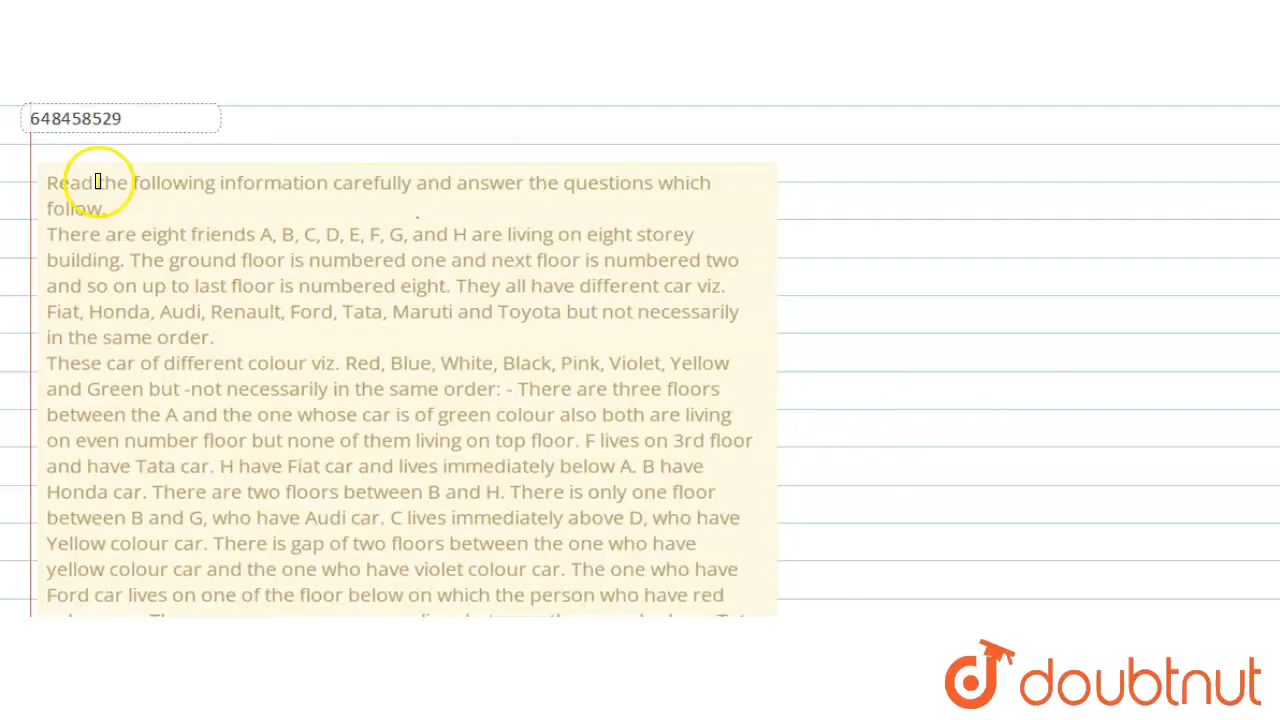 648458529
Read the following information carefully and answer the questions which
follow.
There are eight friends A, B, C, D, E, F, G, and H are living on eight storey
building. The ground floor is numbered one and next floor is numbered two
and so on up to last floor is numbered eight. They all have different car viz.
Fiat, Honda, Audi, Renault, Ford, Tata, Maruti and Toyota but not necessarily
in the same order.
These car of different colour viz. Red, Blue, White, Black, Pink, Violet, Yellow
and Green but -not necessarily in the same order: - There are three floors
between the A and the one whose car is of green colour also both are living
on even number floor but none of them living on top floor. F lives on 3rd floor
and have Tata car. H have Fiat car and lives immediately below A. B have
Honda car. There are two floors between B and H. There is only one floor
between B and G, who have Audi car. C lives immediately above D, who have
Yellow colour car. There is gap of two floors between the one who have
yellow colour car and the one who have violet colour car. The one who have
Ford car lives on one of the floor below on which the person who have red
doubtnut